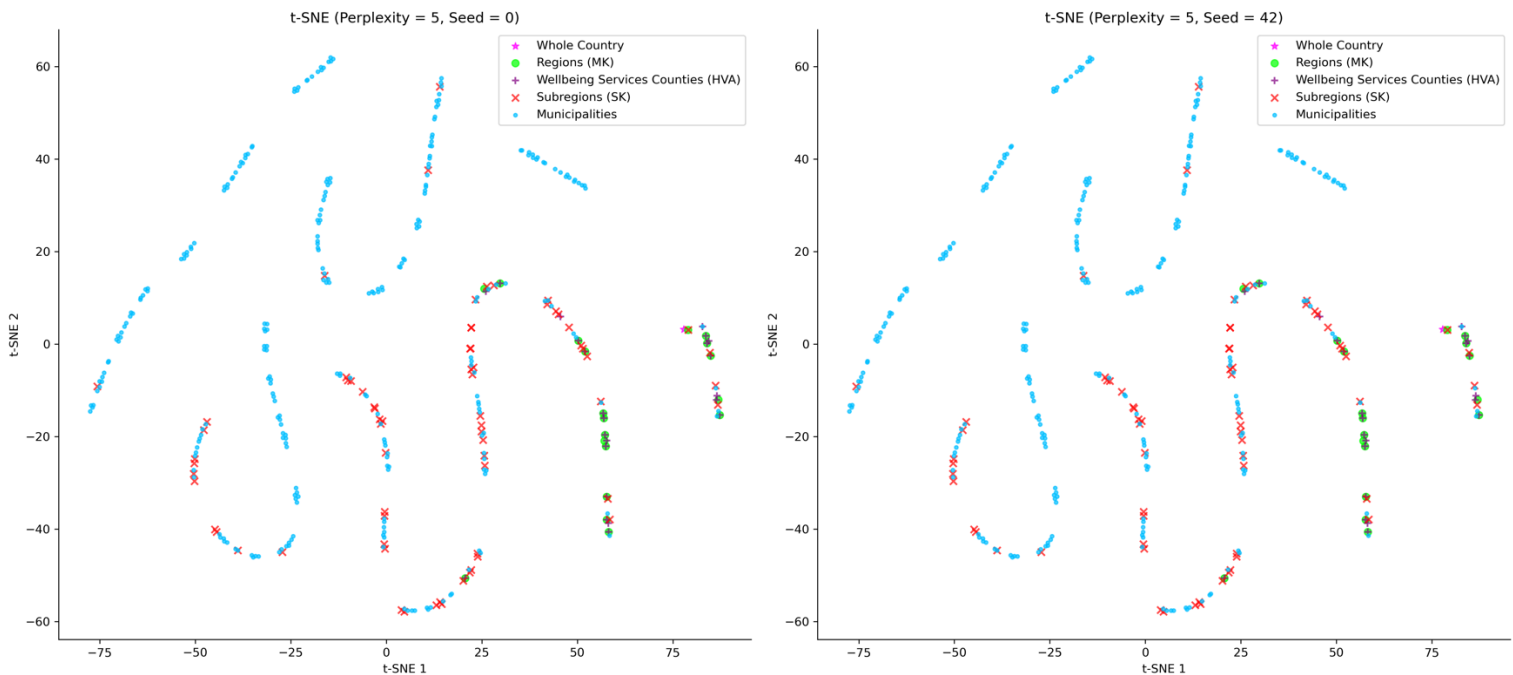 t-SNE (Perplexity = 5, Seed = 0)
Whole Country
Regions (MK)
Wellbeing Services Counties (HVA)
Subregions (SK)
Municipalities
t-SNE 2
60
40
20
0
−20
−40
−60
−75
−50
−25
0
25
50
75
t-SNE 1
t-SNE (Perplexity = 5, Seed = 42)
Whole Country
Regions (MK)
Wellbeing Services Counties (HVA)
Subregions (SK)
Municipalities
t-SNE 2
60
40
20
0
−20
−40
−60
−75
−50
−25
0
25
50
75
t-SNE 1